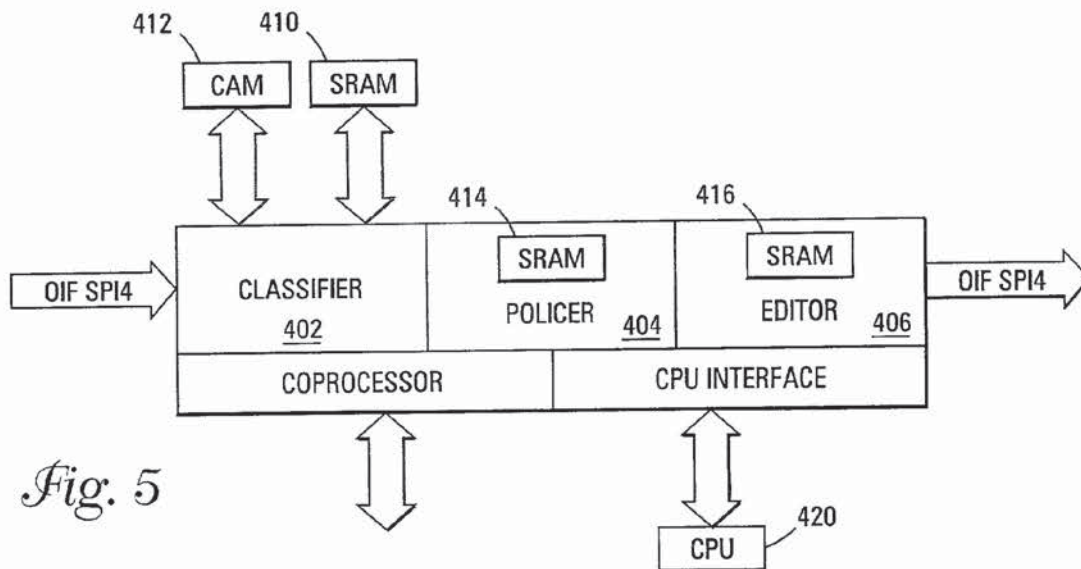 412 410
CAM SRAM
414 416
SRAM SRAM
OIF SPI4 CLASSIFIER POLICER EDITOR OIF SPI4
402 404 406
COPROCESSOR CPU INTERFACE
Fig. 5
420
CPU